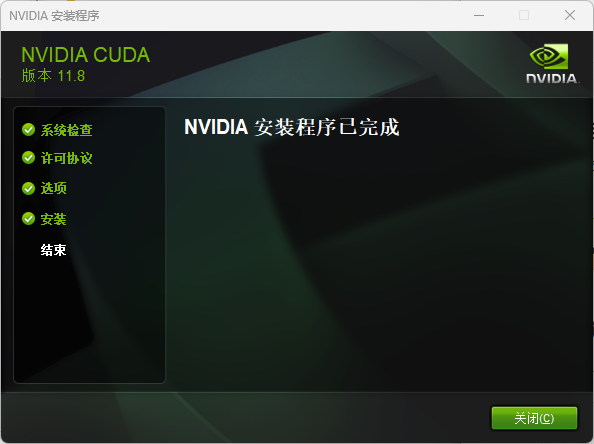 NVIDIA 安装程序
NVIDIA CUDA
版本 11.8
NVIDIA.
系统检查
许可协议
选项
安装
结束
NVIDIA 安装程序已完成
关闭(C)